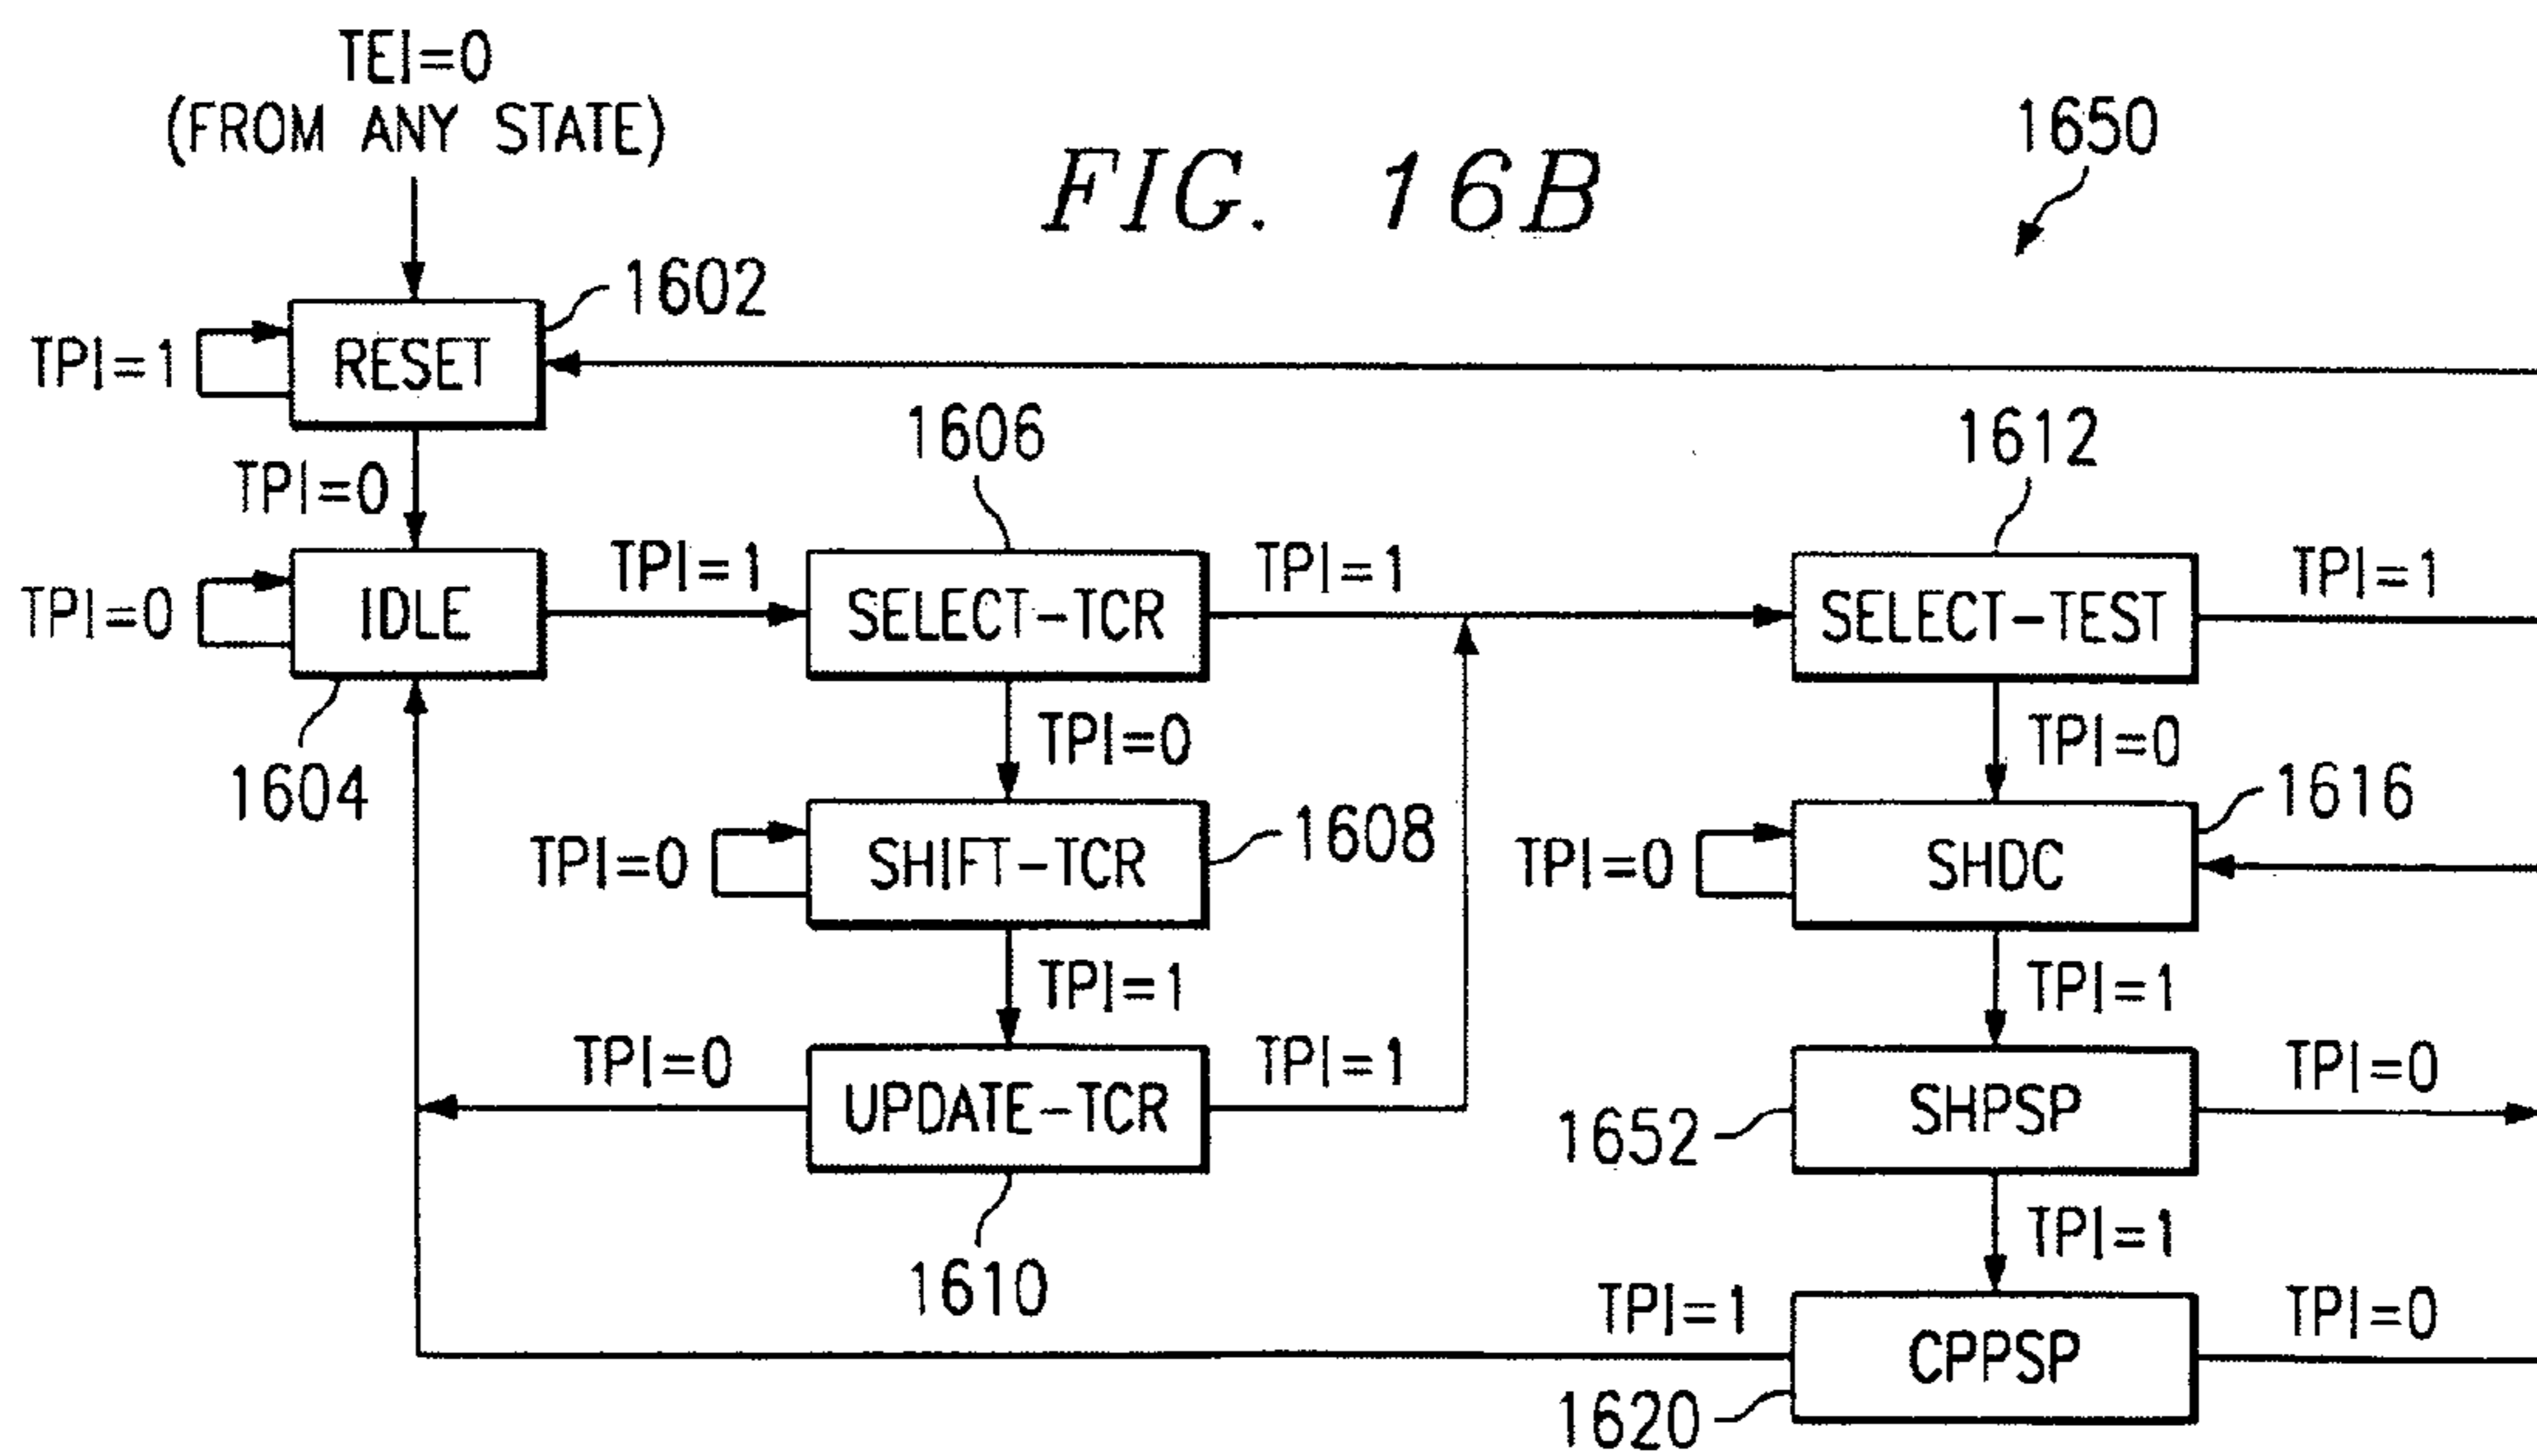 TEI=0
(FROM ANY STATE)
FIG. 16B
1650
1602
TPI=1
RESET
TPI=0
1606
1612
TPI=0
IDLE
TPI=1
SELECT-TCR
TPI=1
SELECT-TEST
TPI=1
1604
TPI=0
TPI=0
TPI=0
SHIFT-TCR
1608
TPI=0
SHDC
1616
TPI=1
TPI=1
TPI=0
UPDATE-TCR
TPI=1
1652
SHPSP
TPI=0
1610
TPI=1
TPI=1
CPPSP
TPI=0
1620